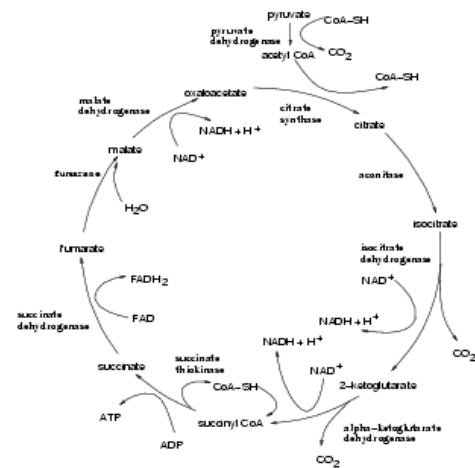 pyruvate
pyruvate
dehydrogenase
CoA-SH
CO2
acetyl CoA
CoA-SH
oxaloacetate
citrate
synthase
citrate
malate
dehydrogenase
NADH + H+
NAD+
malate
fumarase
H2O
aconitase
isocitrate
isocitrate
dehydrogenase
NAD+
NADH + H+
CO2
fumarate
FADH2
FAD
succinate
dehydrogenase
NADH + H+
NAD+
2-ketoglutarate
alpha-ketoglutarate
dehydrogenase
CO2
succinate
succinate
thiokinase
CoA-SH
succinyl CoA
ATP
ADP